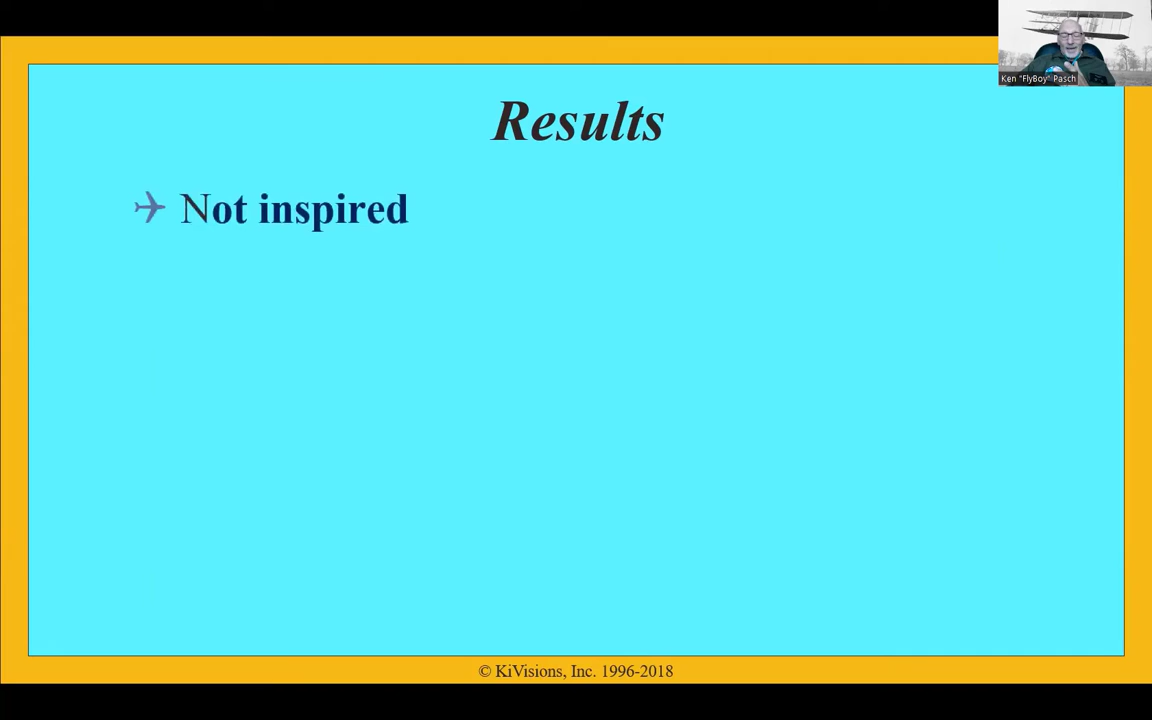 Ken "FlyBoy" Pasch
Results
Not inspired
© KiVisions, Inc. 1996-2018